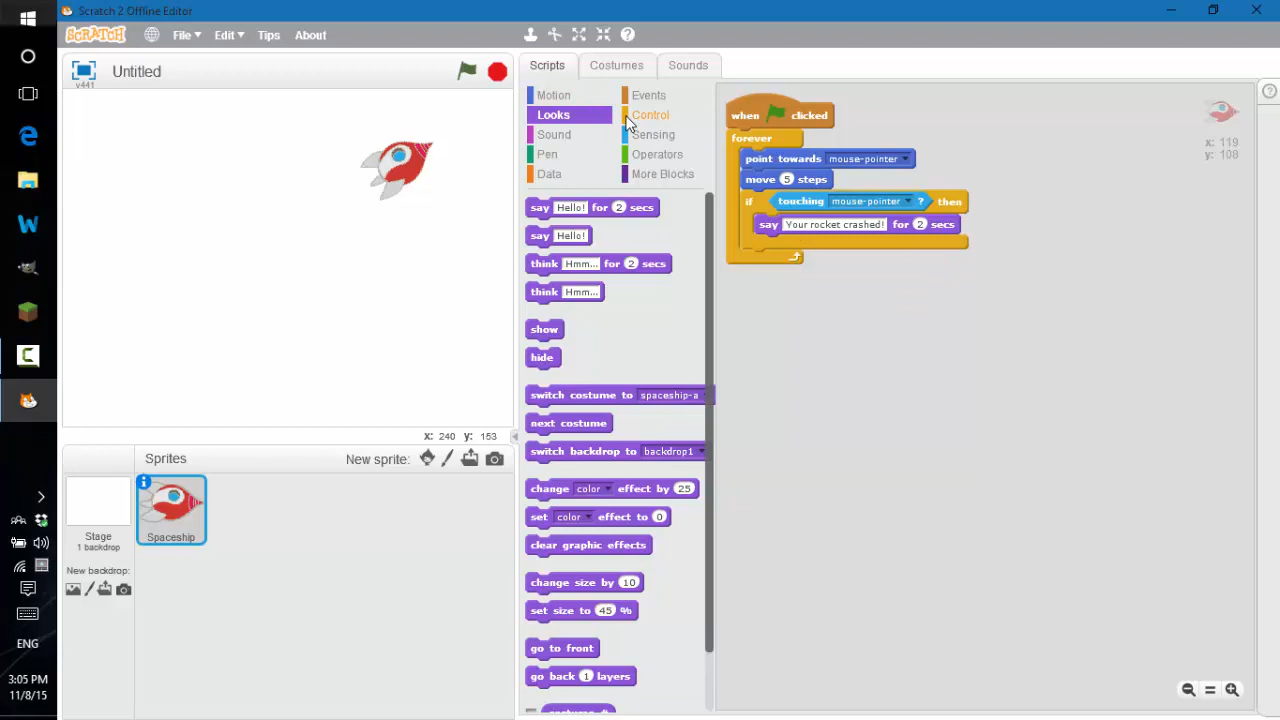 Scratch 2 Offline Editor
SCRATCH File Edit Tips About
v441
Untitled
Scripts Costumes Sounds
Motion Events
Looks Control
Sound Sensing
Pen Operators
Data More Blocks
say Hello! for 2 secs
say Hello!
think Hmm... for 2 secs
think Hmm...
show
hide
switch costume to spaceship-a
next costume
switch backdrop to backdrop1
change color effect by 25
set color effect to 0
clear graphic effects
change size by 10
set size to 45 %
go to front
go back 1 layers
when clicked
forever
point towards mouse-pointer
move 5 steps
if touching mouse-pointer ? then
say Your rocket crashed! for 2 secs
x: 119
y: 108
x: 240 y: 153
Sprites New sprite:
Stage
1 backdrop
New backdrop:
Spaceship
ENG
3:05 PM
11/8/15